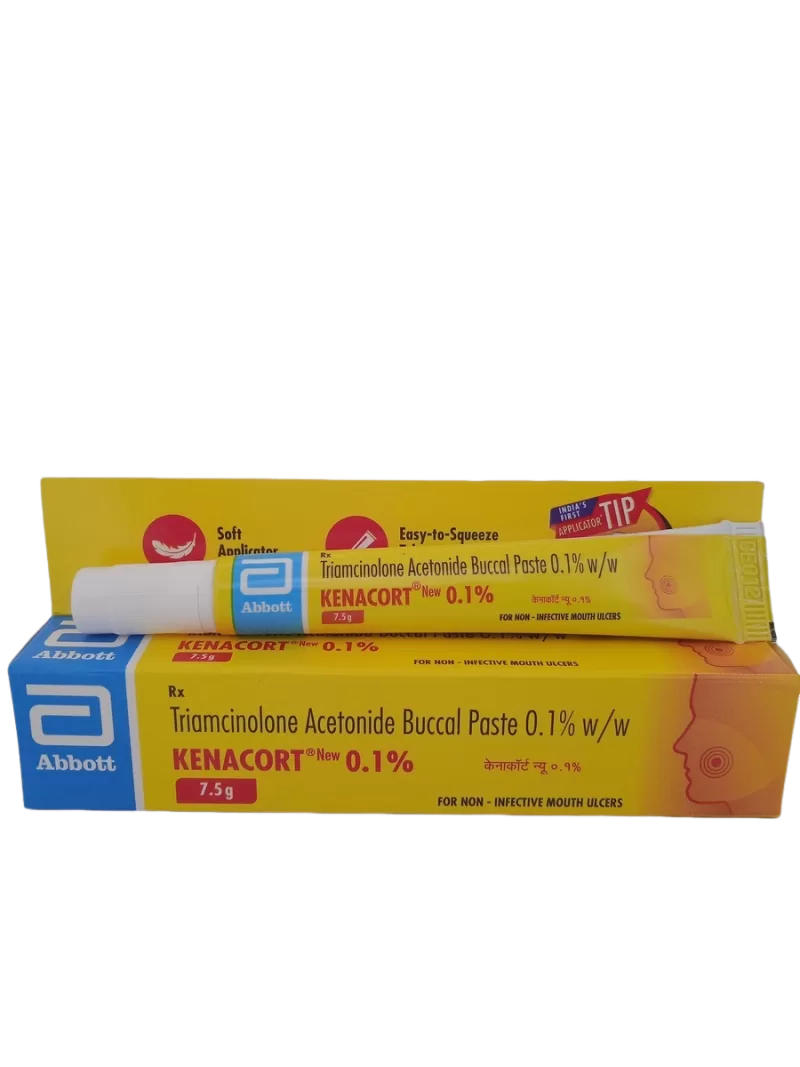 Soft
Applicator
Easy-to-Squeeze
INDIA'S
FIRST
APPLICATOR
TIP
Rx
Triamcinolone Acetonide Buccal Paste 0.1% w/w
KENACORT®New 0.1%
केनाकॉर्ट न्यू ०.१%
7.5g
FOR NON - INFECTIVE MOUTH ULCERS
Abbott
Abbott
KENACORT®New 0.1%
7.5g
FOR NON - INFECTIVE MOUTH ULCERS
Rx
Triamcinolone Acetonide Buccal Paste 0.1% w/w
KENACORT®New 0.1%
केनाकॉर्ट न्यू ०.१%
7.5g
FOR NON - INFECTIVE MOUTH ULCERS
Abbott